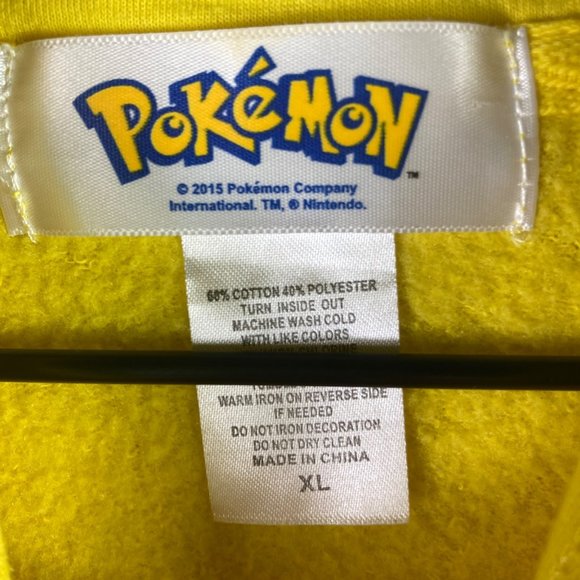 POKéMON
™
© 2015 Pokémon Company
International. TM, ® Nintendo.
60% COTTON 40% POLYESTER
TURN INSIDE OUT
MACHINE WASH COLD
WITH LIKE COLORS
WARM IRON ON REVERSE SIDE
IF NEEDED
DO NOT IRON DECORATION
DO NOT DRY CLEAN
MADE IN CHINA
XL